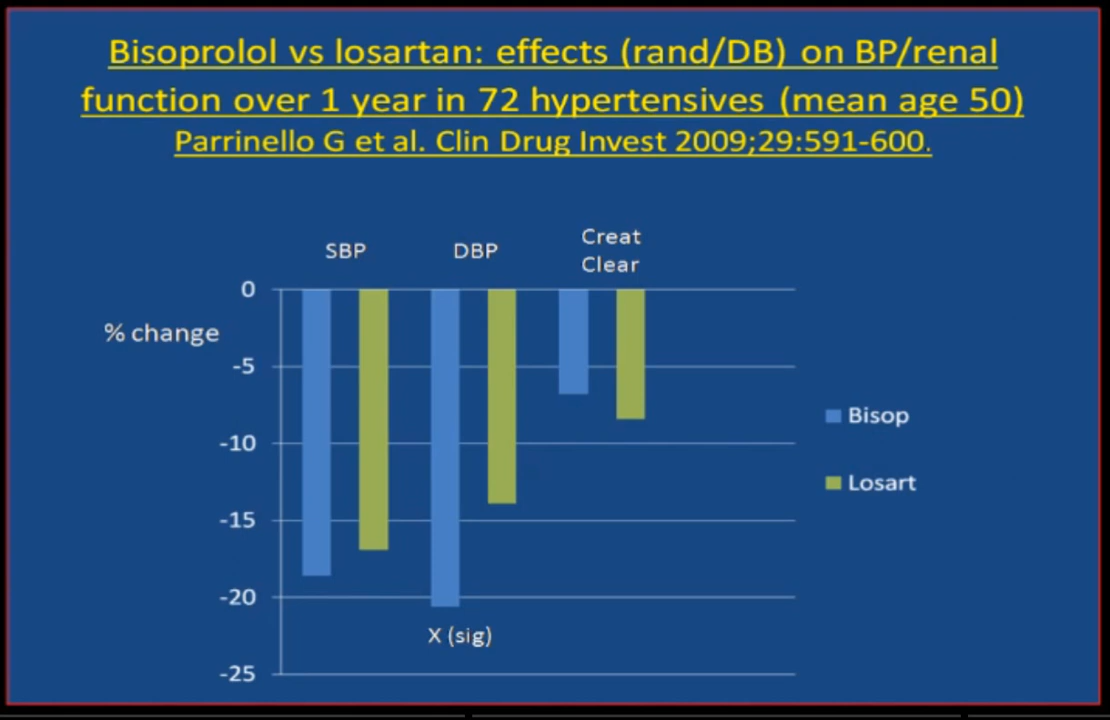 Bisoprolol vs losartan: effects (rand/DB) on BP/renal
function over 1 year in 72 hypertensives (mean age 50)
Parrinello G et al. Clin Drug Invest 2009;29:591-600.
SBP
DBP
Creat
Clear
0
% change
-5
-10
-15
-20
-25
X (sig)
Bisop
Losart